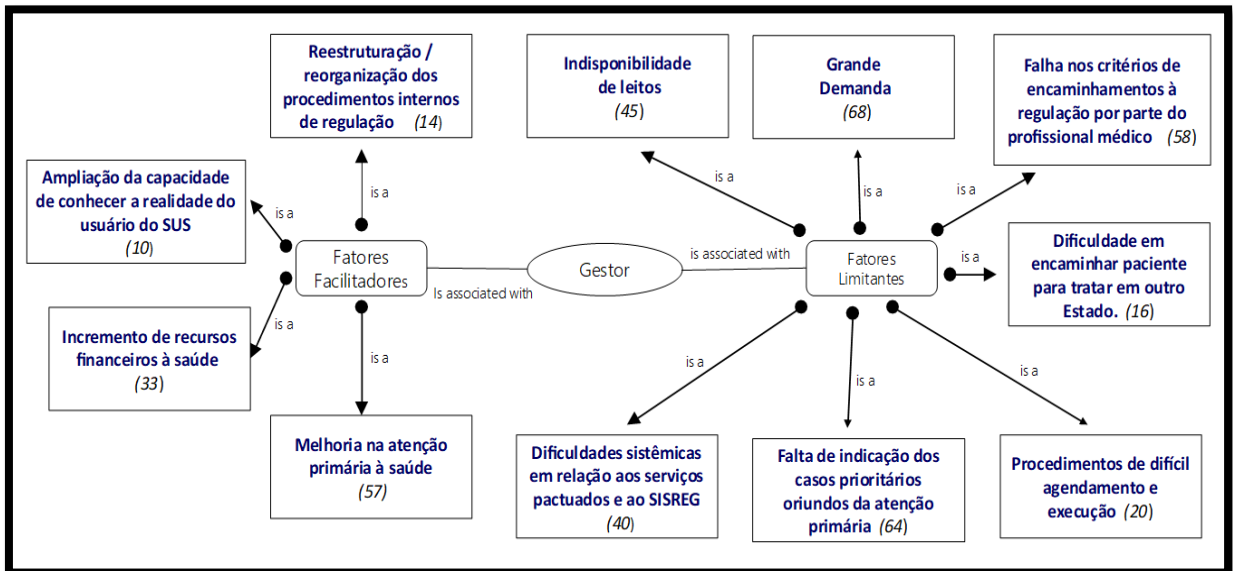 Reestruturação /
reorganização dos
procedimentos internos
de regulação (14)
Indisponibilidade
de leitos
(45)
Grande
Demanda
(68)
Falha nos critérios de
encaminhamentos à
regulação por parte do
profissional médico (58)
Ampliação da capacidade
de conhecer a realidade do
usuário do SUS
(10)
is a
is a
is a
is a
is a
Fatores
Facilitadores
Is associated with
Gestor
is associated with
Fatores
Limitantes
is a
Dificuldade em
encaminhar paciente
para tratar em outro
Estado. (16)
Incremento de recursos
financeiros à saúde
(33)
is a
is a
is a
is a
is a
Melhoria na atenção
primária à saúde
(57)
Dificuldades sistêmicas
em relação aos serviços
pactuados e ao SISREG
(40)
Falta de indicação dos
casos prioritários
oriundos da atenção
primária (64)
Procedimentos de difícil
agendamento e
execução (20)